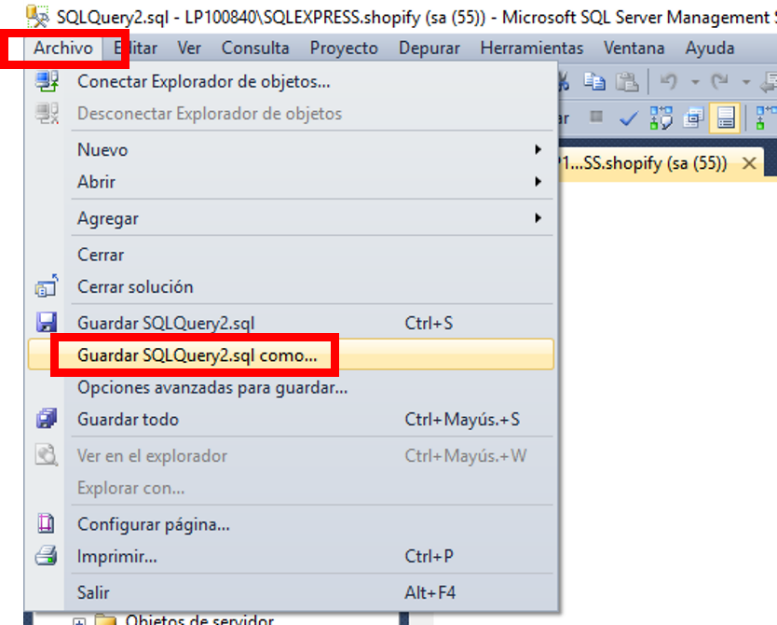 SQLQuery2.sql - LP100840\SQLEXPRESS.shopify (sa (55)) - Microsoft SQL Server Management
Archivo Editar Ver Consulta Proyecto Depurar Herramientas Ventana Ayuda
Conectar Explorador de objetos...
Desconectar Explorador de objetos
Nuevo
Abrir
Agregar
Cerrar
Cerrar solución
Guardar SQLQuery2.sql Ctrl+S
Guardar SQLQuery2.sql como...
Opciones avanzadas para guardar...
Guardar todo Ctrl+Mayús.+S
Ver en el explorador Ctrl+Mayús.+W
Explorar con...
Configurar página...
Imprimir... Ctrl+P
Salir Alt+F4
ar
1...SS.shopify (sa (55))
Objetos de servidor